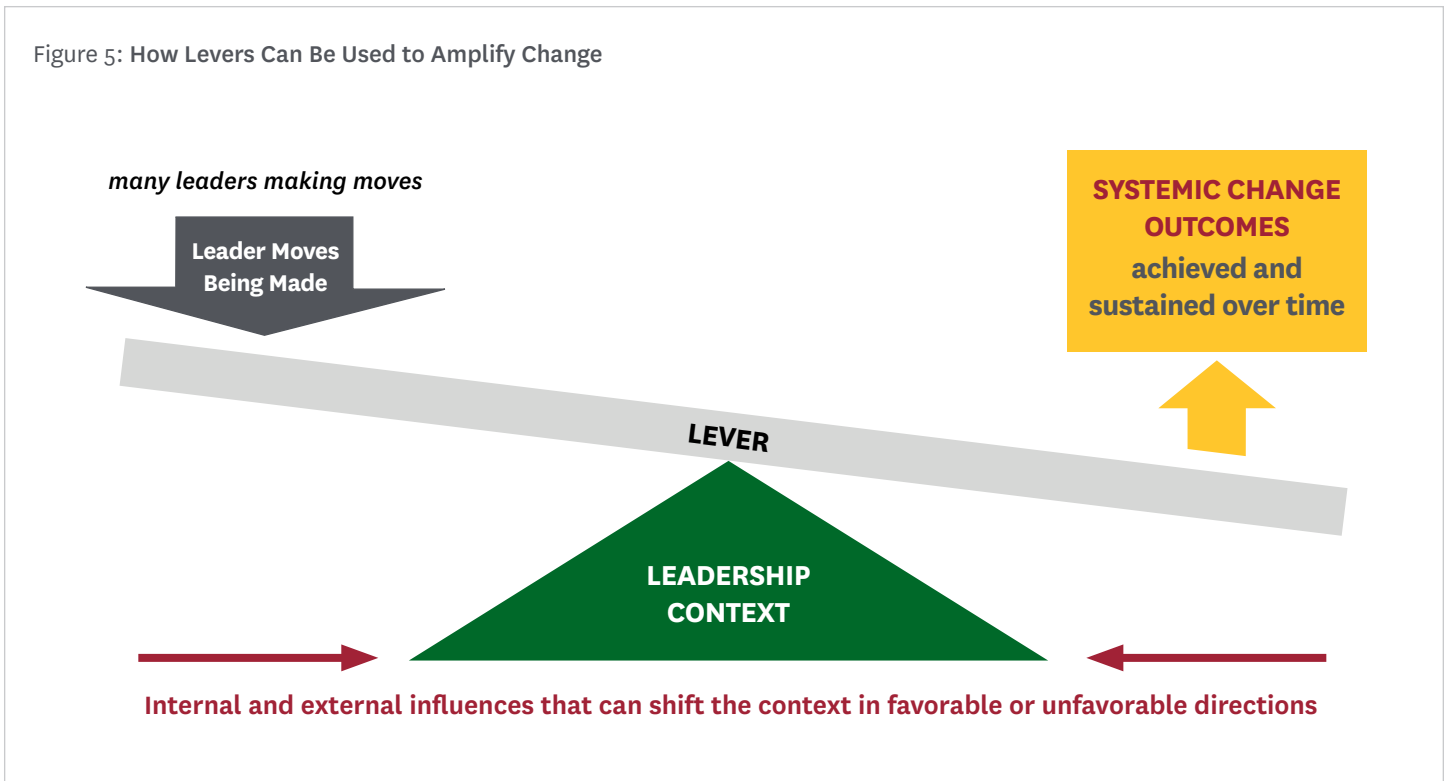 Figure 5: How Levers Can Be Used to Amplify Change
many leaders making moves
Leader Moves
Being Made
SYSTEMIC CHANGE
OUTCOMES
achieved and
sustained over time
LEVER
LEADERSHIP
CONTEXT
Internal and external influences that can shift the context in favorable or unfavorable directions